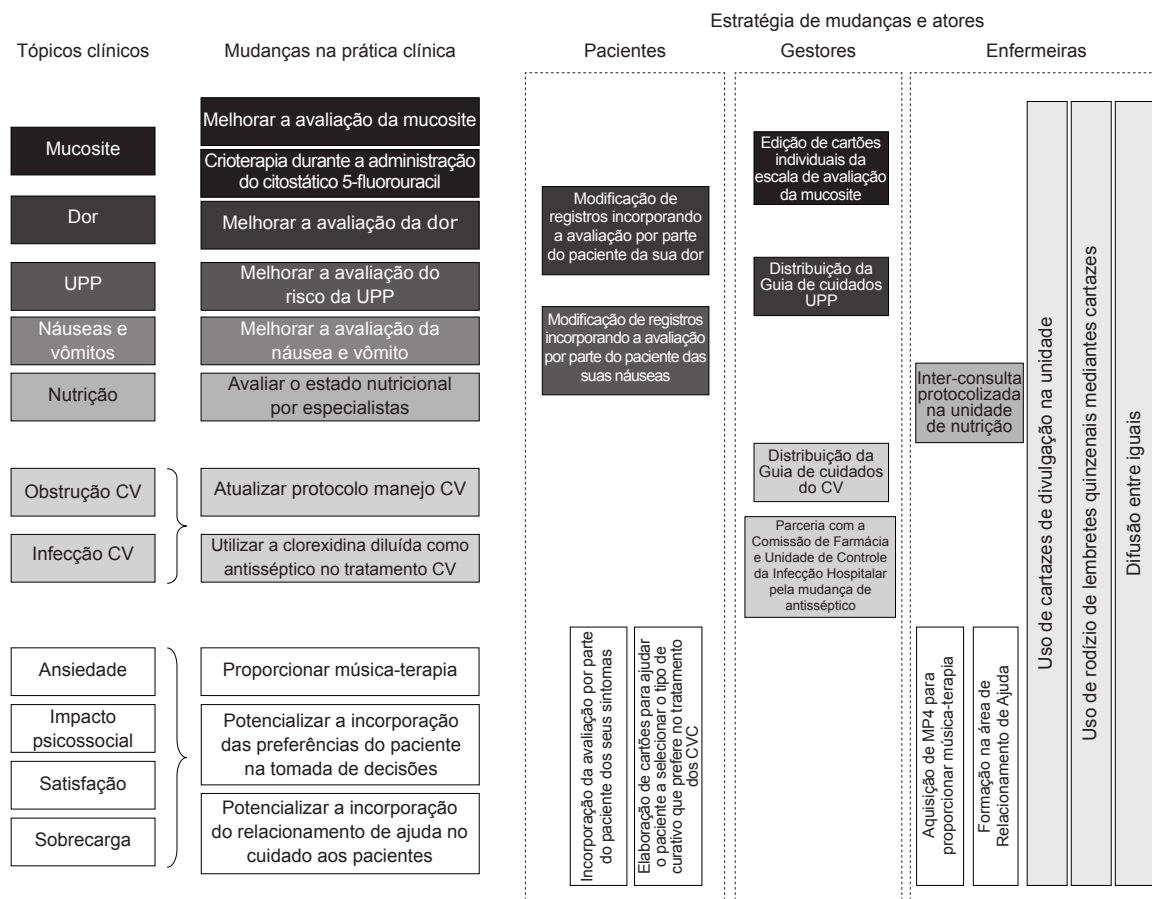 Estratégia de mudanças e atores
Tópicos clínicos
Mudanças na prática clínica
Pacientes
Gestores
Enfermeiras
Mucosite
Dor
UPP
Náuseas e
vômitos
Nutrição
Obstrução CV
Infecção CV
Ansiedade
Impacto
psicossocial
Satisfação
Sobrecarga
Melhorar a avaliação da mucosite
Crioterapia durante a administração
do citostático 5-fluorouracil
Melhorar a avaliação da dor
Melhorar a avaliação do
risco da UPP
Melhorar a avaliação da
náusea e vômito
Avaliar o estado nutricional
por especialistas
Atualizar protocolo manejo CV
Utilizar a clorexidina diluída como
antisséptico no tratamento CV
Proporcionar música-terapia
Potencializar a incorporação
das preferências do paciente
na tomada de decisões
Potencializar a incorporação
do relacionamento de ajuda no
cuidado aos pacientes
Modificação de
registros incorporando
a avaliação por parte
do paciente da sua dor
Modificação de registros
incorporando a avaliação
por parte do paciente das
suas náuseas
Incorporação da avaliação por parte
do paciente dos seus sintomas
Elaboração de cartões para ajudar
o paciente a selecionar o tipo de
curativo que prefere no tratamento
dos CVC
Edição de cartões
individuais da
escala de avaliação
da mucosite
Distribuição da
Guia de cuidados
UPP
Distribuição da
Guia de cuidados
do CV
Parceria com a
Comissão de Farmácia
e Unidade de Controle
da Infecção Hospitalar
pela mudança de
antisséptico
Inter-consulta
protocolizada
na unidade
de nutrição
Aquisição de MP4 para
proporcionar música-terapia
Formação na área de
Relacionamento de Ajuda
Uso de cartazes de divulgação na unidade
Uso de rodízio de lembretes quinzenais mediantes cartazes
Difusão entre iguais